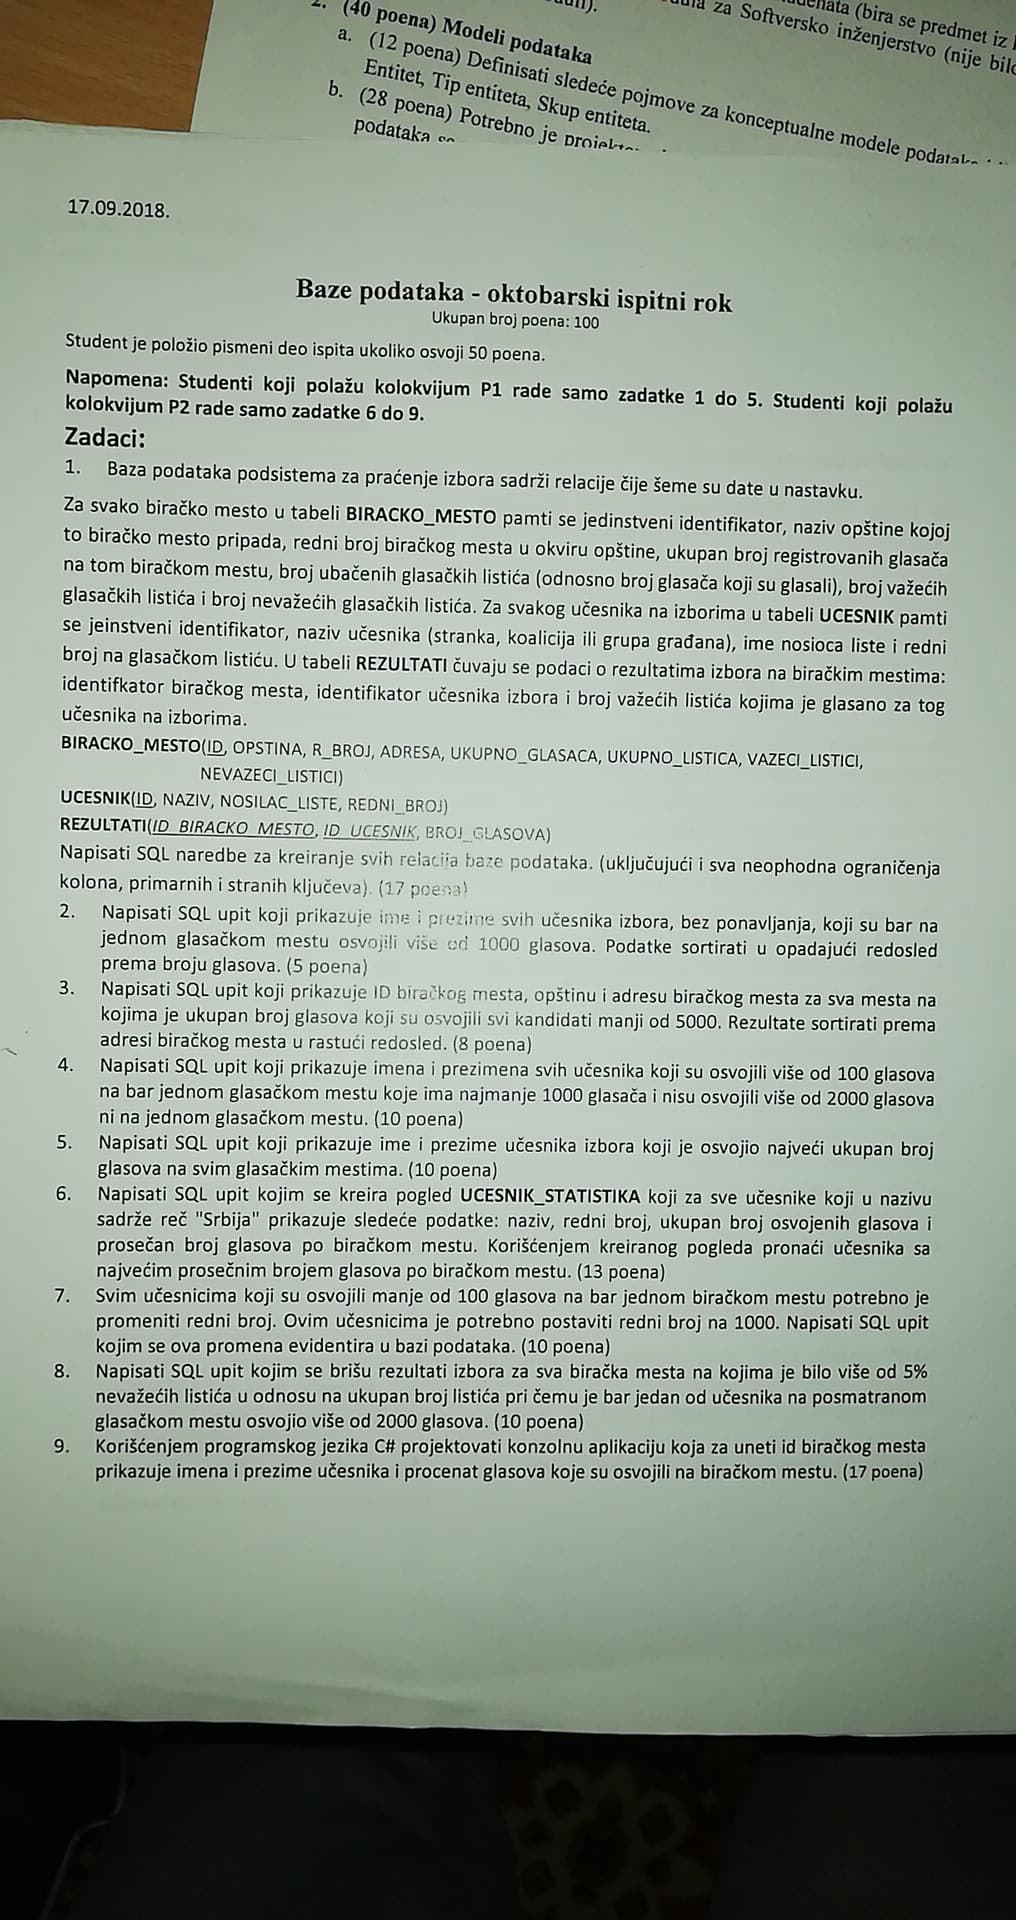 duli).
dula za Softversko inženjerstvo (nije bilo
(bira se predmet iz
2. (40 poena) Modeli podataka
a. (12 poena) Definisati sledeće pojmove za konceptualne modele
Entitet, Tip entiteta, Skup entiteta.
b. (28 poena) Potrebno je
podataka
17.09.2018.
Baze podataka - oktobarski ispitni rok
Ukupan broj poena: 100
Student je položio pismeni deo ispita ukoliko osvoji 50 poena.
Napomena: Studenti koji polažu kolokvijum P1 rade samo zadatke 1 do 5. Studenti koji polažu
kolokvijum P2 rade samo zadatke 6 do 9.
Zadaci:
1. Baza podataka podsistema za praćenje izbora sadrži relacije čije šeme su date u nastavku.
Za svako biračko mesto u tabeli BIRACKO_MESTO pamti se jedinstveni identifikator, naziv opštine kojoj
to biračko mesto pripada, redni broj biračkog mesta u okviru opštine, ukupan broj registrovanih glasača
na tom biračkom mestu, broj ubačenih glasačkih listića (odnosno broj glasača koji su glasali), broj važećih
glasačkih listića i broj nevažećih glasačkih listića. Za svakog učesnika na izborima u tabeli UCESNIK pamti
se jeinstveni identifikator, naziv učesnika (stranka, koalicija ili grupa građana), ime nosioca liste i redni
broj na glasačkom listiću. U tabeli REZULTATI čuvaju se podaci o rezultatima izbora na biračkim mestima:
identifkator biračkog mesta, identifikator učesnika izbora i broj važećih listića kojima je glasano za tog
učesnika na izborima.
BIRACKO_MESTO(ID, OPSTINA, R_BROJ, ADRESA, UKUPNO_GLASACA, UKUPNO_LISTICA, VAZECI_LISTICI,
NEVAZECI_LISTICI)
UCESNIK(ID, NAZIV, NOSILAC_LISTE, REDNI_BROJ)
REZULTATI(ID_BIRACKO_MESTO, ID_UCESNIK, BROJ_GLASOVA)
Napisati SQL naredbe za kreiranje svih relacija baze podataka. (uključujući i sva neophodna ograničenja
kolona, primarnih i stranih ključeva). (17 poena)
2. Napisati SQL upit koji prikazuje ime i prezime svih učesnika izbora, bez ponavljanja, koji su bar na
jednom glasačkom mestu osvojili više od 1000 glasova. Podatke sortirati u opadajući redosled
prema broju glasova. (5 poena)
3. Napisati SQL upit koji prikazuje ID biračkog mesta, opštinu i adresu biračkog mesta za sva mesta na
kojima je ukupan broj glasova koji su osvojili svi kandidati manji od 5000. Rezultate sortirati prema
adresi biračkog mesta u rastući redosled. (8 poena)
4. Napisati SQL upit koji prikazuje imena i prezimena svih učesnika koji su osvojili više od 100 glasova
na bar jednom glasačkom mestu koje ima najmanje 1000 glasača i nisu osvojili više od 2000 glasova
ni na jednom glasačkom mestu. (10 poena)
5. Napisati SQL upit koji prikazuje ime i prezime učesnika izbora koji je osvojio najveći ukupan broj
glasova na svim glasačkim mestima. (10 poena)
6. Napisati SQL upit kojim se kreira pogled UCESNIK_STATISTIKA koji za sve učesnike koji u nazivu
sadrže reč "Srbija" prikazuje sledeće podatke: naziv, redni broj, ukupan broj osvojenih glasova i
prosečan broj glasova po biračkom mestu. Korišćenjem kreiranog pogleda pronaći učesnika sa
najvećim prosečnim brojem glasova po biračkom mestu. (13 poena)
7. Svim učesnicima koji su osvojili manje od 100 glasova na bar jednom biračkom mestu potrebno je
promeniti redni broj. Ovim učesnicima je potrebno postaviti redni broj na 1000. Napisati SQL upit
kojim se ova promena evidentira u bazi podataka. (10 poena)
8. Napisati SQL upit kojim se brišu rezultati izbora za sva biračka mesta na kojima je bilo više od 5%
nevažećih listića u odnosu na ukupan broj listića pri čemu je bar jedan od učesnika na posmatranom
glasačkom mestu osvojio više od 2000 glasova. (10 poena)
9. Korišćenjem programskog jezika C# projektovati konzolnu aplikaciju koja za uneti id biračkog mesta
prikazuje imena i prezime učesnika i procenat glasova koje su osvojili na biračkom mestu. (17 poena)